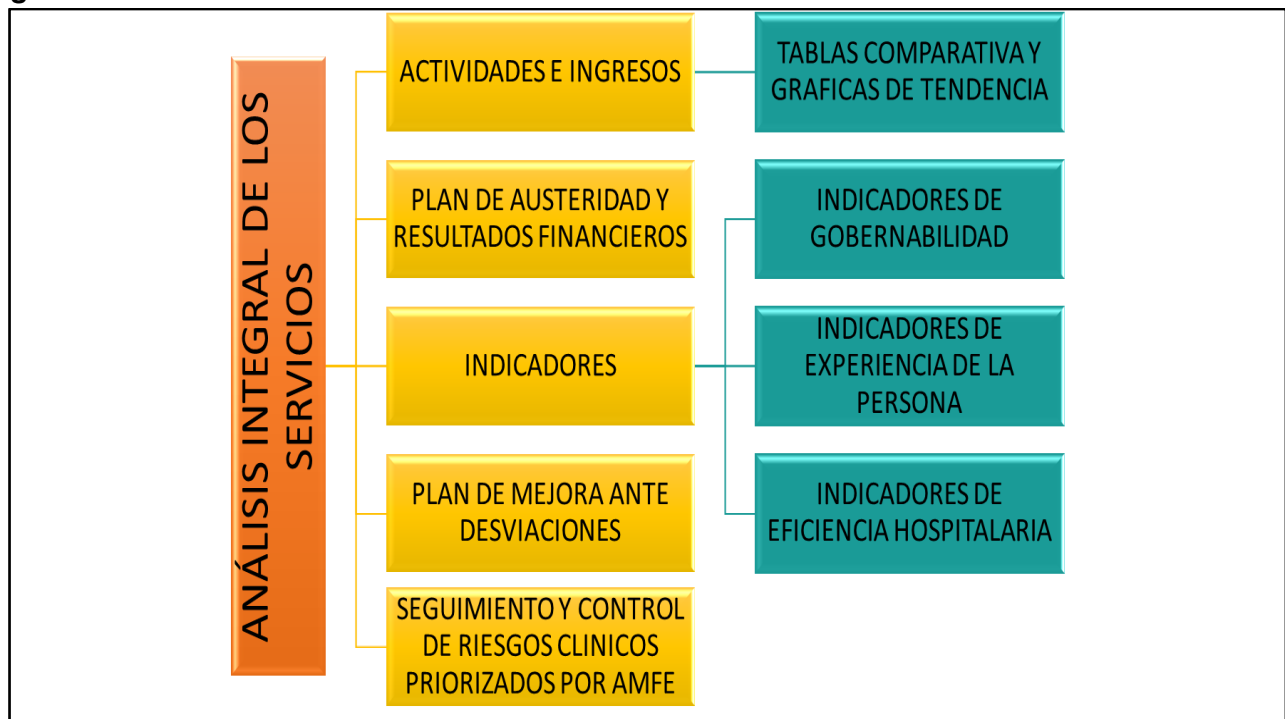 ANÁLISIS INTEGRAL DE LOS
SERVICIOS
ACTIVIDADES E INGRESOS
TABLAS COMPARATIVA Y
GRAFICAS DE TENDENCIA
PLAN DE AUSTERIDAD Y
RESULTADOS FINANCIEROS
INDICADORES
INDICADORES DE
GOBERNABILIDAD
INDICADORES DE
EXPERIENCIA DE LA
PERSONA
INDICADORES DE
EFICIENCIA HOSPITALARIA
PLAN DE MEJORA ANTE
DESVIACIONES
SEGUIMIENTO Y CONTROL
DE RIESGOS CLINICOS
PRIORIZADOS POR AMFE